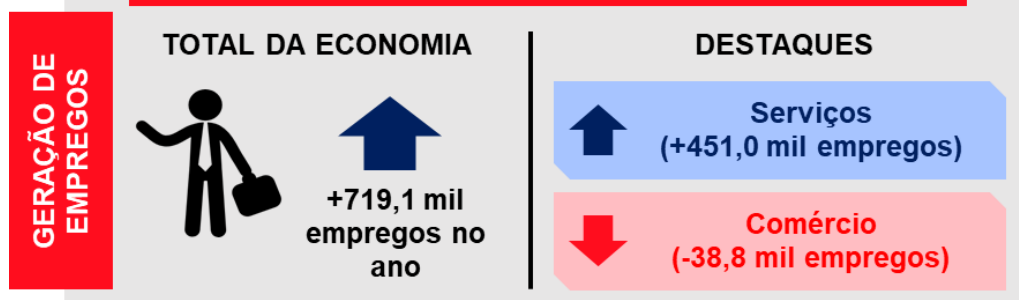 GERAÇÃO DE
EMPREGOS
TOTAL DA ECONOMIA
+719,1 mil
empregos no
ano
DESTAQUES
Serviços
(+451,0 mil empregos)
Comércio
(-38,8 mil empregos)